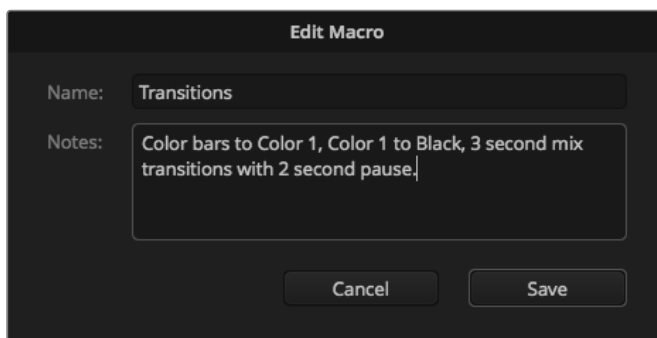 Edit Macro
Name: Transitions
Notes: Color bars to Color 1, Color 1 to Black, 3 second mix
transitions with 2 second pause.
Cancel Save